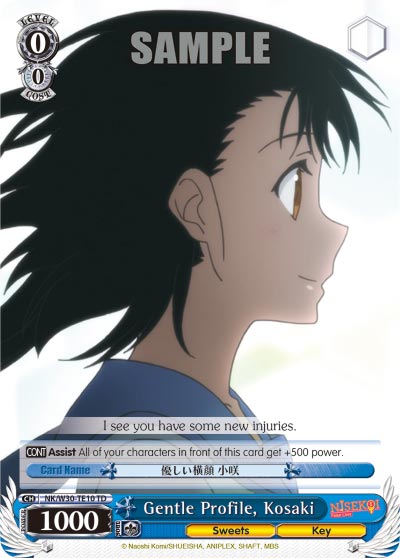 LEVEL
0
0
COST
SAMPLE
I see you have some new injuries.
CONT Assist All of your characters in front of this card get +500 power.
Card Name 優しい横顔 小咲
CH NK/W30-TE10 TD
POWER 1000
Gentle Profile, Kosaki
NISEKOI
Sweets Key
© Naoshi Komi/SHUEISHA, ANIPLEX, SHAFT, MBS